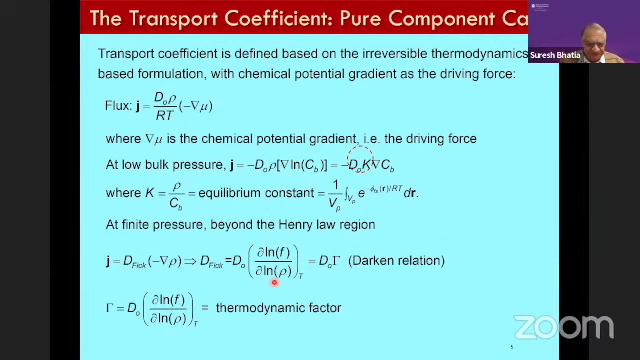 The Transport Coefficient: Pure Component Ca
Suresh Bhatia
Transport coefficient is defined based on the irreversible thermodynamics
based formulation, with chemical potential gradient as the driving force:
Flux: j = D₀ρ/RT (−∇μ)
where ∇μ is the chemical potential gradient, i.e. the driving force
At low bulk pressure, j = −D₀ρ[∇ln(C_b)] = −D₀K∇C_b
where K = ρ/C_b = equilibrium constant = 1/V_p ∫_{V_p} e^{−ϕ_fs(r)/RT} dr.
At finite pressure, beyond the Henry law region
j = D_Fick(−∇ρ) ⇒ D_Fick = D₀(∂ln(f)/∂ln(ρ))_T = D₀Γ (Darken relation)
Γ = D₀(∂ln(f)/∂ln(ρ))_T = thermodynamic factor
zoom
5